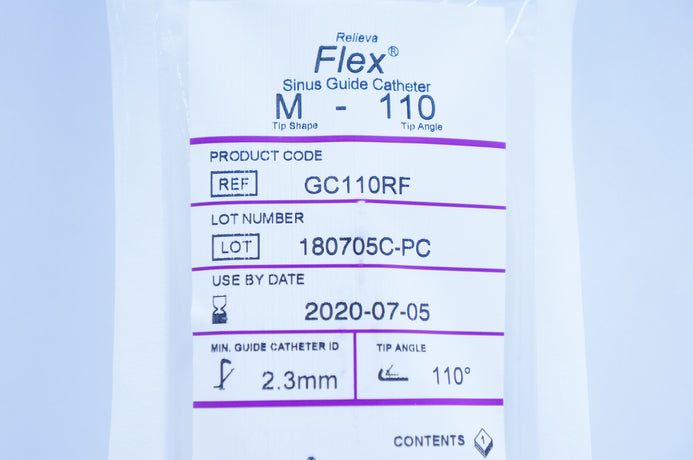 Relieva
Flex®
Sinus Guide Catheter
M - 110
Tip Shape Tip Angle
PRODUCT CODE
REF GC110RF
LOT NUMBER
LOT 180705C-PC
USE BY DATE
2020-07-05
MIN. GUIDE CATHETER ID TIP ANGLE
2.3mm 110°
CONTENTS 1